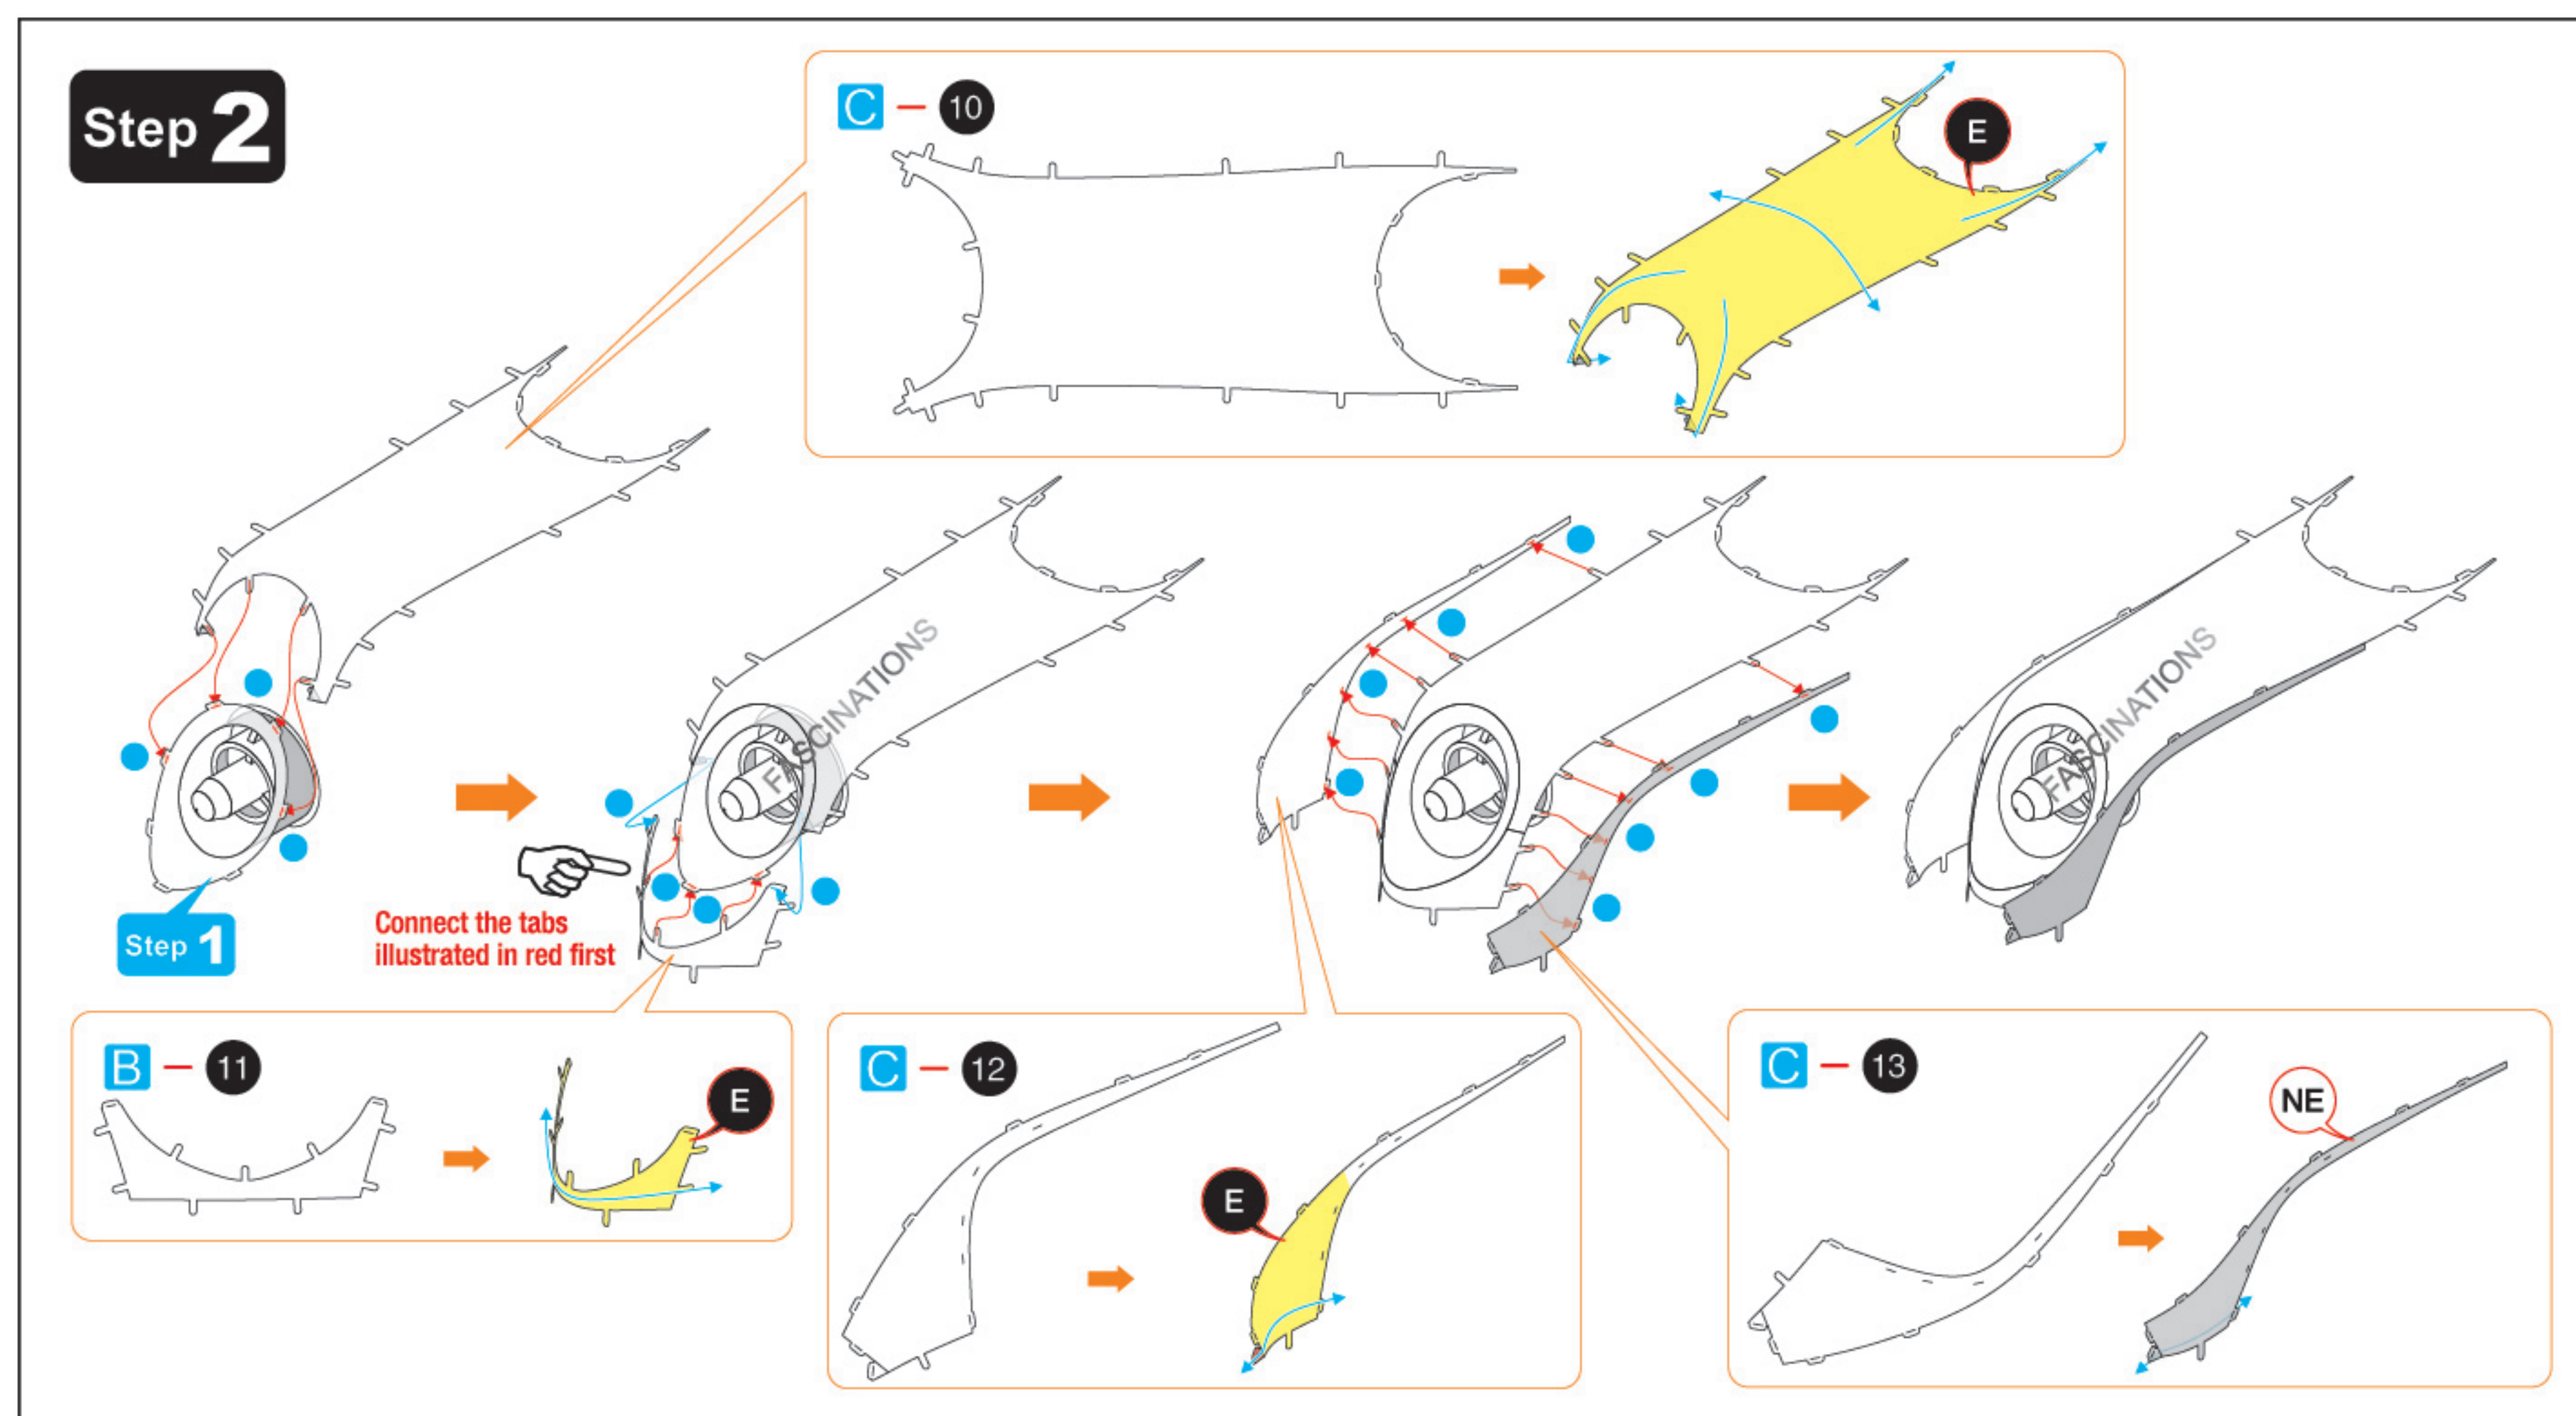 Step 2
C – 10
E
FASCINATIONS
FASCINATIONS
Step 1
Connect the tabs
illustrated in red first
B – 11
E
C – 12
E
C – 13
NE